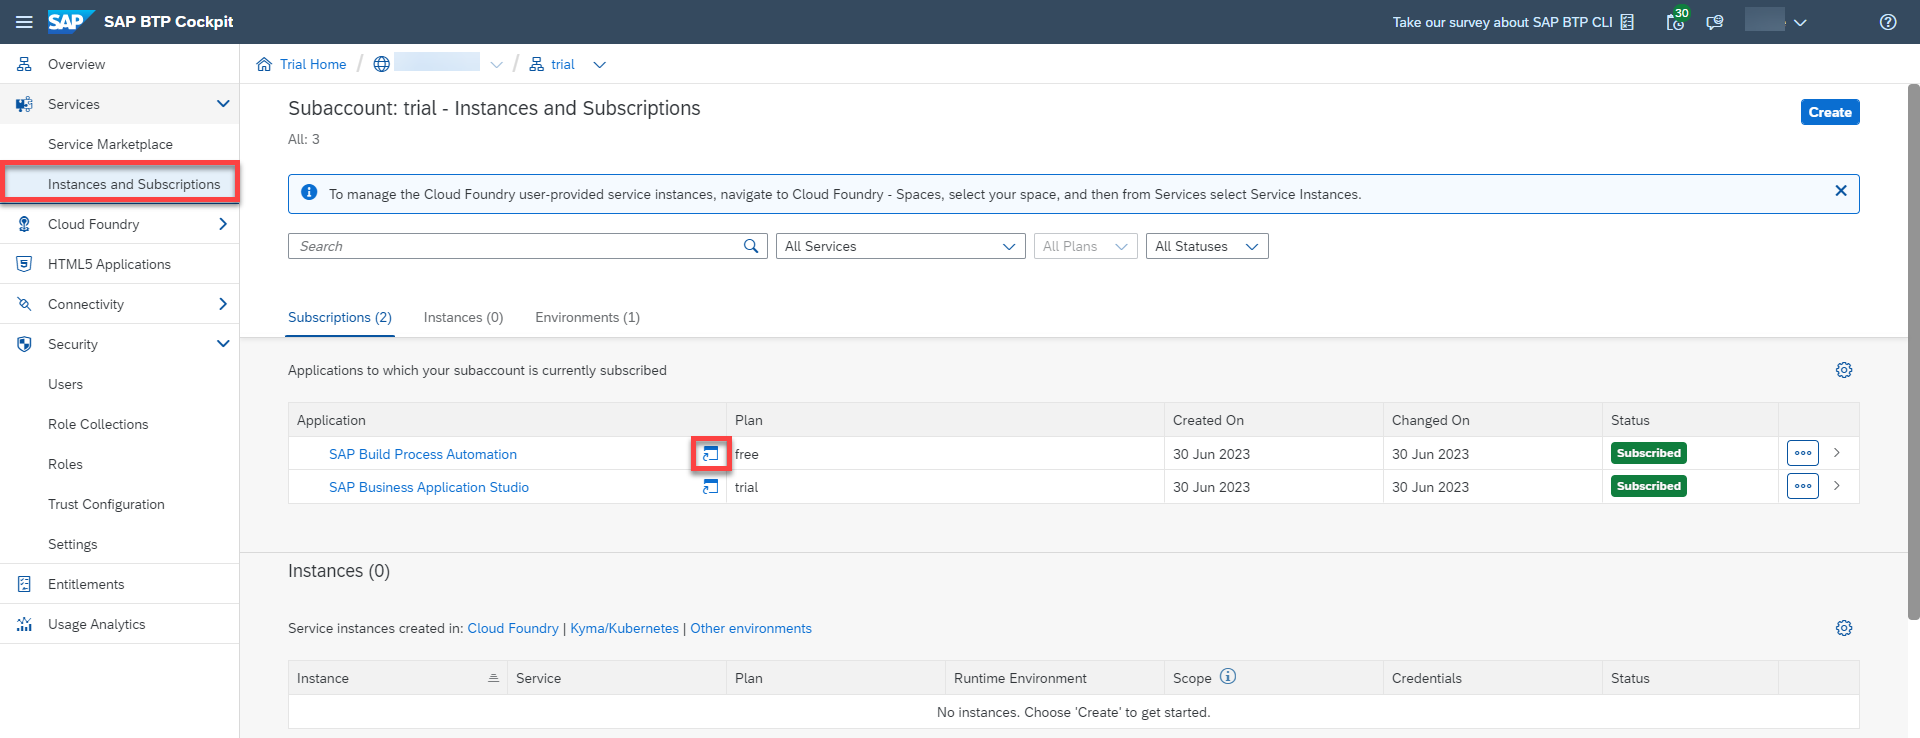 SAP SAP BTP Cockpit
Take our survey about SAP BTP CLI
30
Overview
Services
Service Marketplace
Instances and Subscriptions
Cloud Foundry
HTML5 Applications
Connectivity
Security
Users
Role Collections
Roles
Trust Configuration
Settings
Entitlements
Usage Analytics
Trial Home / / trial
Subaccount: trial - Instances and Subscriptions
Create
All: 3
To manage the Cloud Foundry user-provided service instances, navigate to Cloud Foundry - Spaces, select your space, and then from Services select Service Instances.
Search All Services All Plans All Statuses
Subscriptions (2) Instances (0) Environments (1)
Applications to which your subaccount is currently subscribed
Application Plan Created On Changed On Status
SAP Build Process Automation free 30 Jun 2023 30 Jun 2023 Subscribed
SAP Business Application Studio trial 30 Jun 2023 30 Jun 2023 Subscribed
Instances (0)
Service instances created in: Cloud Foundry | Kyma/Kubernetes | Other environments
Instance Service Plan Runtime Environment Scope Credentials Status
No instances. Choose 'Create' to get started.